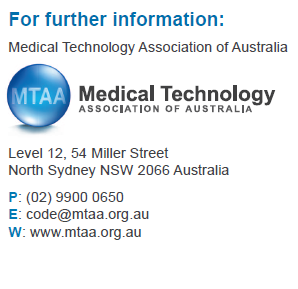 For further information:
Medical Technology Association of Australia
MTAA Medical Technology
ASSOCIATION OF AUSTRALIA
Level 12, 54 Miller Street
North Sydney NSW 2066 Australia
P: (02) 9900 0650
E: code@mtaa.org.au
W: www.mtaa.org.au